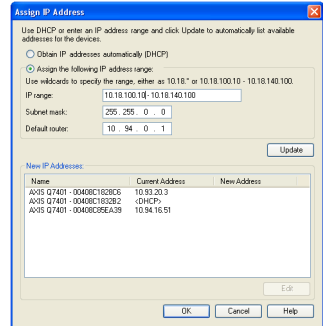 Assign IP Address
Use DHCP or enter an IP address range and click Update to automatically list available
addresses for the devices.
Obtain IP addresses automatically (DHCP)
Assign the following IP address range:
Use wildcards to specify the range, either as 10.18.* or 10.18.100.10 - 10.18.140.100.
IP range: 10.18.100.10 - 10.18.140.100
Subnet mask: 255 . 255 . 0 . 0
Default router: 10 . 94 . 0 . 1
Update
New IP Addresses:
Name Current Address New Address
AXIS Q7401 - 00408C1828C6 10.93.20.3
AXIS Q7401 - 00408C1832B2 <DHCP>
AXIS Q7401 - 00408C85EA39 10.94.16.51
Edit
OK Cancel Help